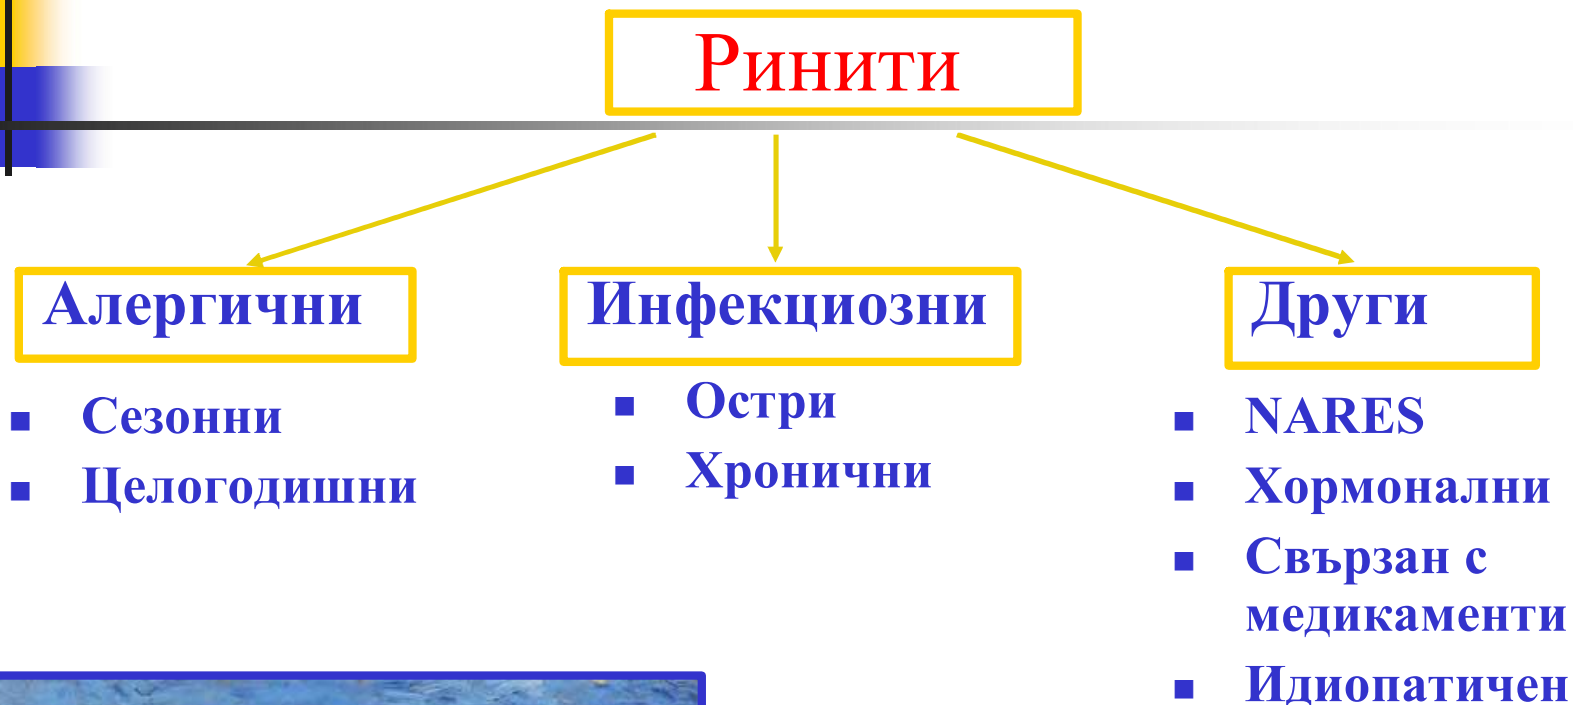 Ринити
Алергични
Сезонни
Целогодишни
Инфекциозни
Остри
Хронични
Други
NARES
Хормонални
Свързан с
медикаменти
Идиопатичен